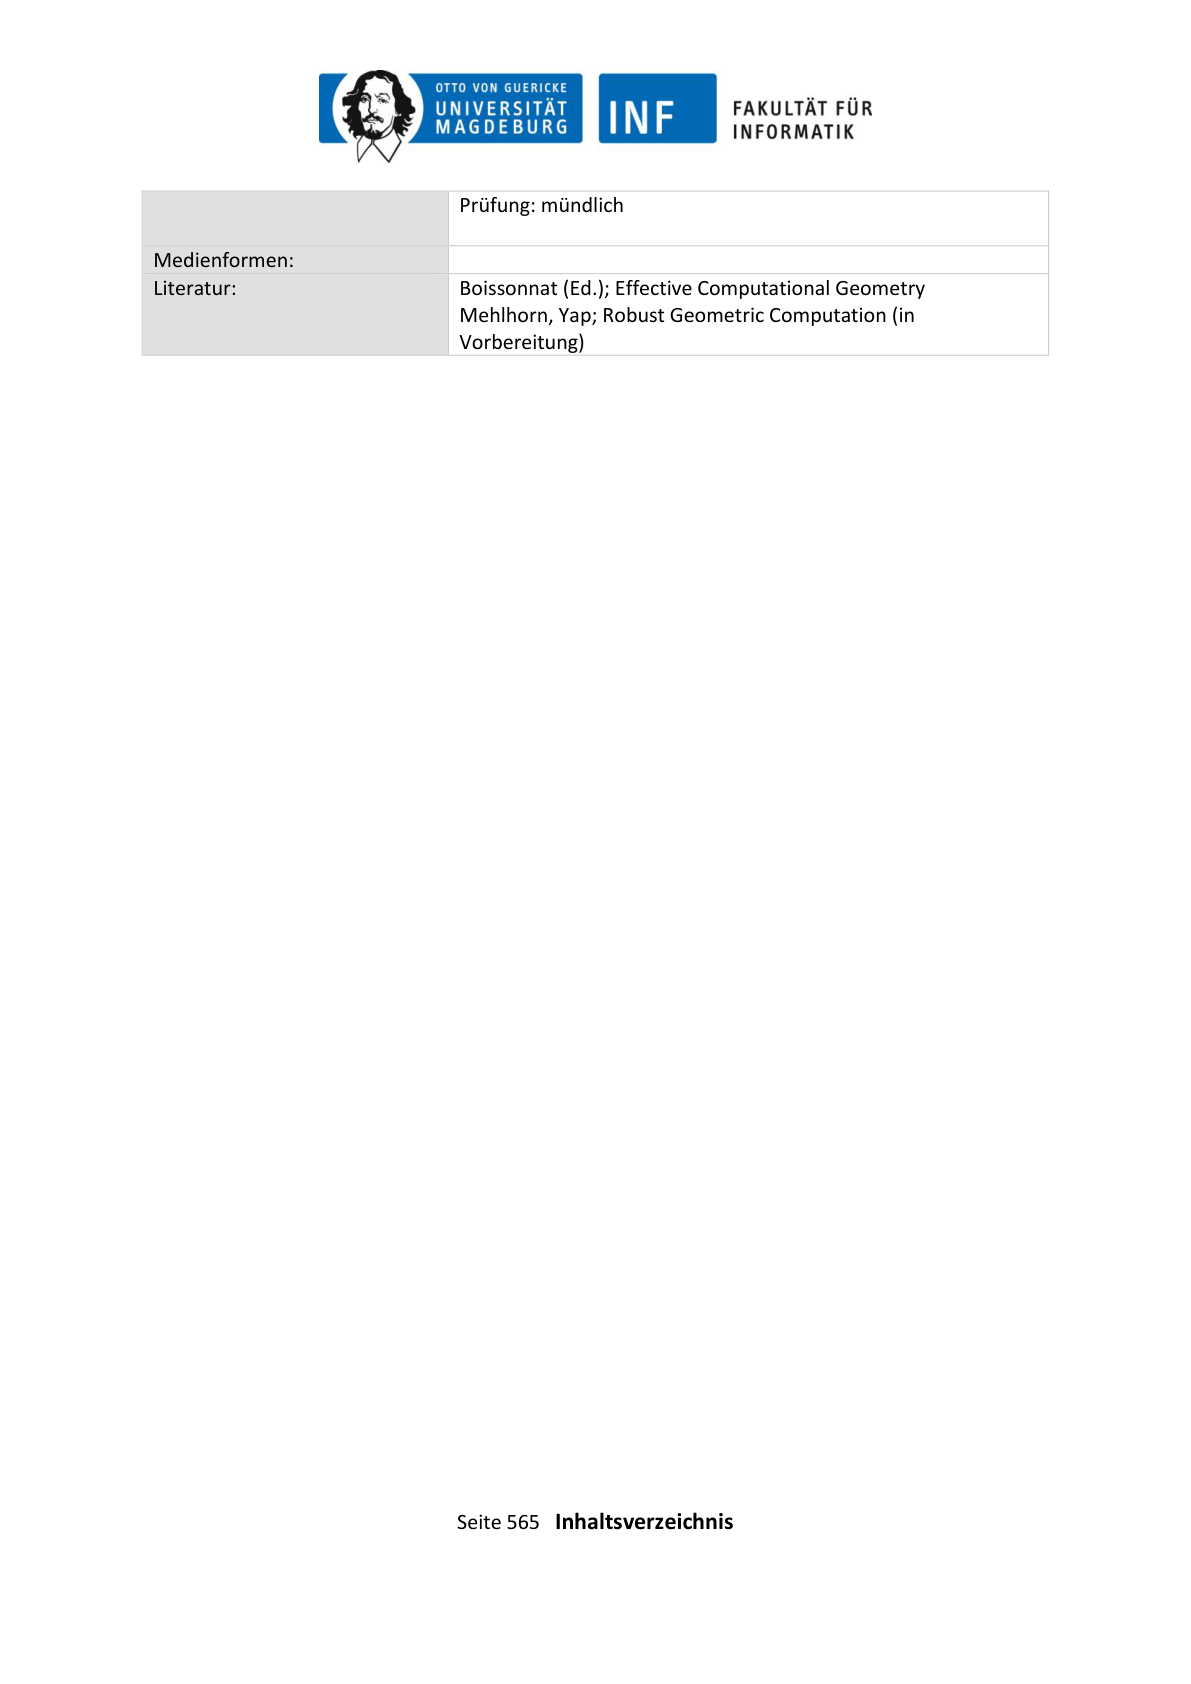 OTTO VON GUERICKE
UNIVERSITÄT
MAGDEBURG
INF
FAKULTÄT FÜR
INFORMATIK
Prüfung: mündlich
Medienformen:
Literatur:
Boissonnat (Ed.); Effective Computational Geometry
Mehlhorn, Yap; Robust Geometric Computation (in
Vorbereitung)
Seite 565 Inhaltsverzeichnis